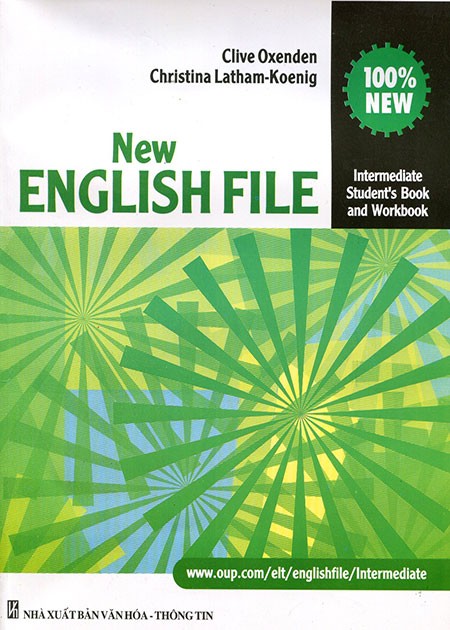 Clive Oxenden
Christina Latham-Koenig
100%
NEW
New
ENGLISH FILE
Intermediate
Student's Book
and Workbook
www.oup.com/elt/englishfile/Intermediate
NHÀ XUẤT BẢN VĂN HÓA - THÔNG TIN